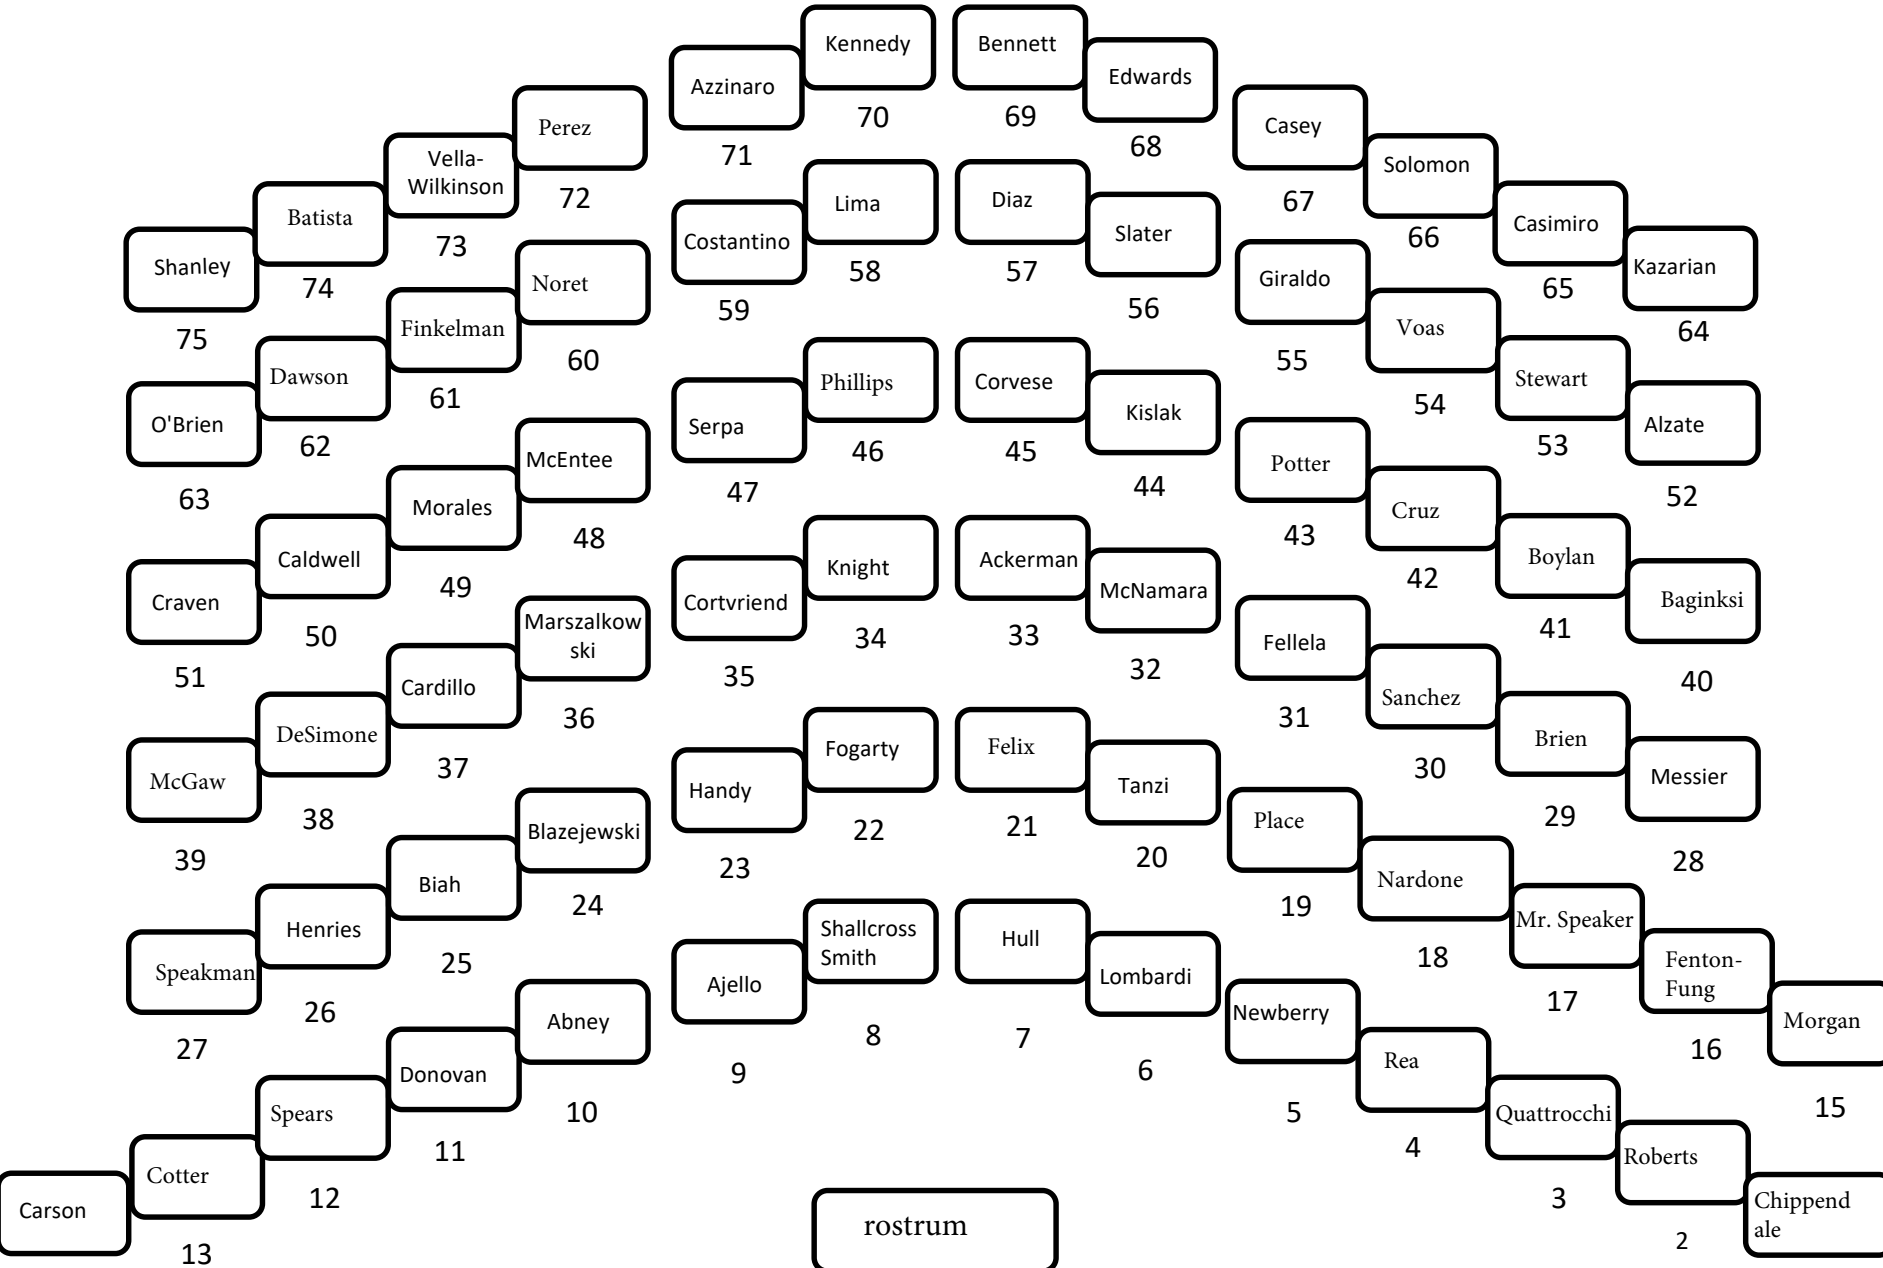 Kennedy
70
Bennett
69
Azzinaro
71
Edwards
68
Perez
72
Casey
67
Vella-
Wilkinson
73
Solomon
66
Batista
74
Casimiro
65
Shanley
75
Kazarian
64
Lima
58
Diaz
57
Costantino
59
Slater
56
Noret
60
Giraldo
55
Finkelman
61
Voas
54
Dawson
62
Stewart
53
O'Brien
63
Alzate
52
Phillips
46
Corvese
45
Serpa
47
Kislak
44
McEntee
48
Potter
43
Morales
49
Cruz
42
Caldwell
50
Boylan
41
Craven
51
Baginksi
40
Knight
34
Ackerman
33
Cortvriend
35
McNamara
32
Marszalkow
ski
36
Fellela
31
Cardillo
37
Sanchez
30
DeSimone
38
Brien
29
McGaw
39
Messier
28
Fogarty
22
Felix
21
Handy
23
Tanzi
20
Blazejewski
24
Place
19
Biah
25
Nardone
18
Henries
26
Mr. Speaker
17
Speakman
27
Fenton-
Fung
16
Morgan
15
Shallcross
Smith
8
Hull
7
Ajello
9
Lombardi
6
Abney
10
Newberry
5
Donovan
11
Rea
4
Spears
12
Quattrocchi
3
Cotter
13
Roberts
2
Carson
Chippend
ale
rostrum